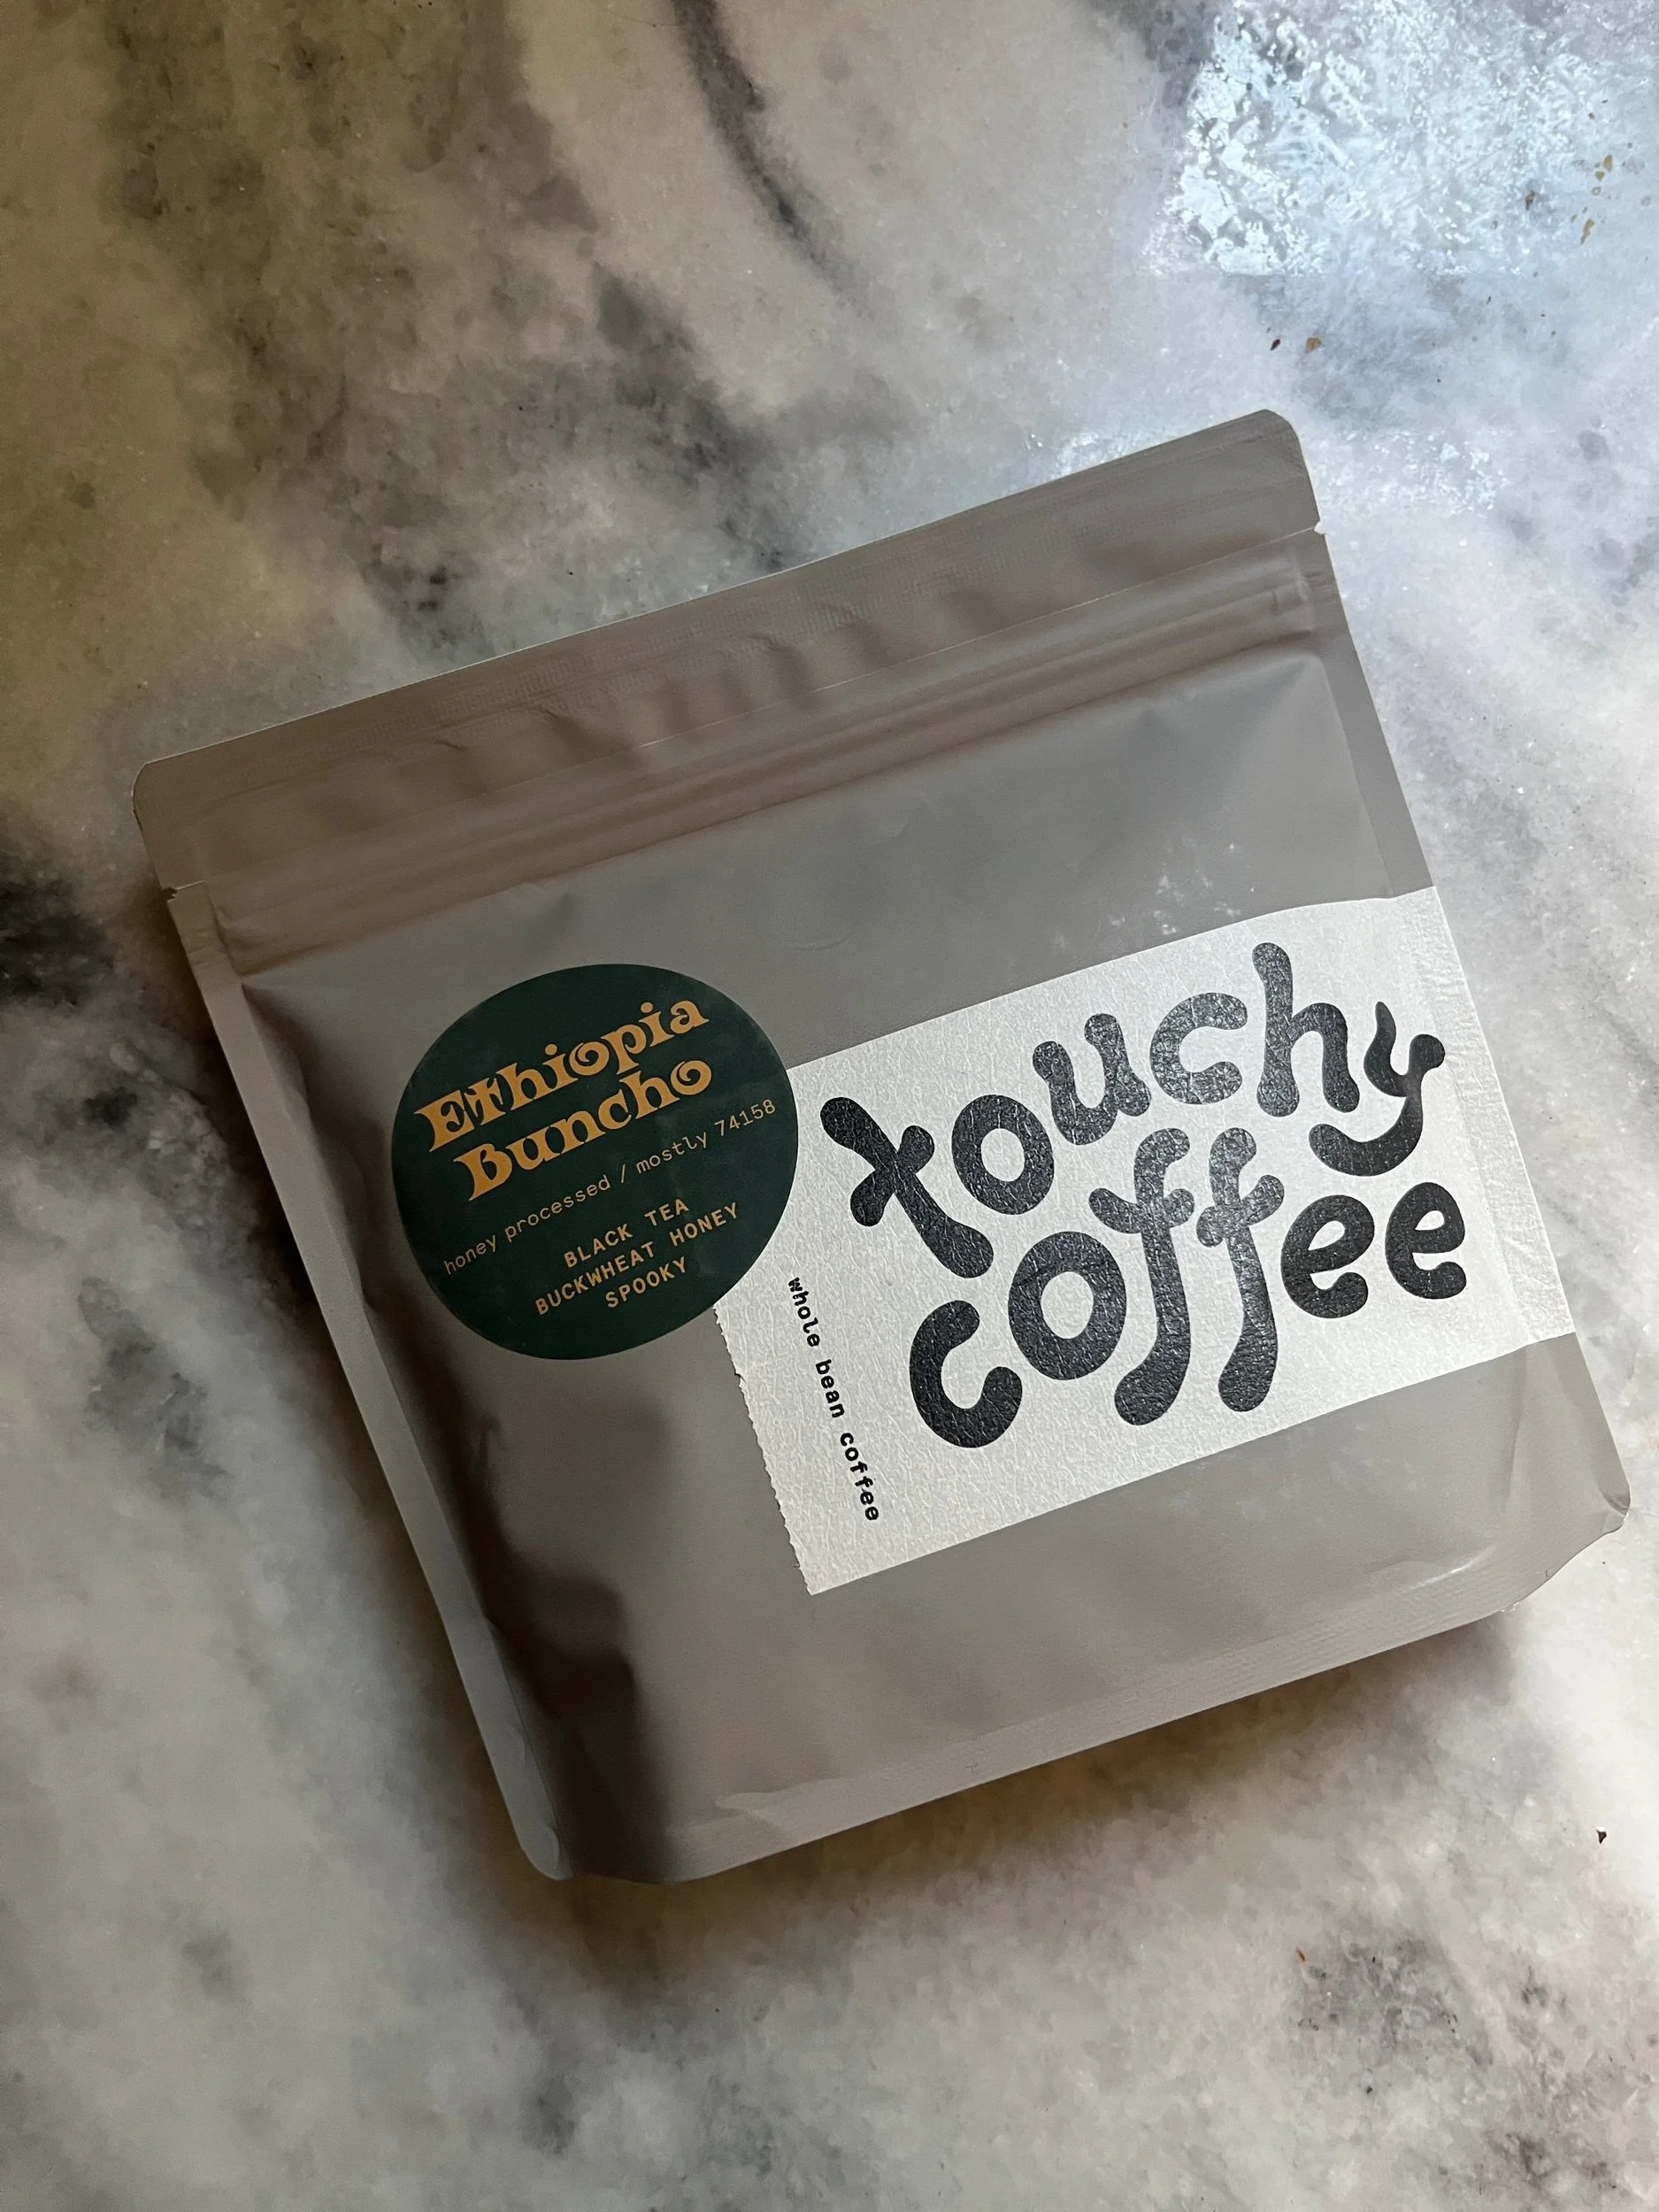 Ethiopia
Buncho
honey processed / mostly 74158
BLACK TEA
BUCKWHEAT HONEY
SPOOKY
touchy
coffee
whole bean coffee